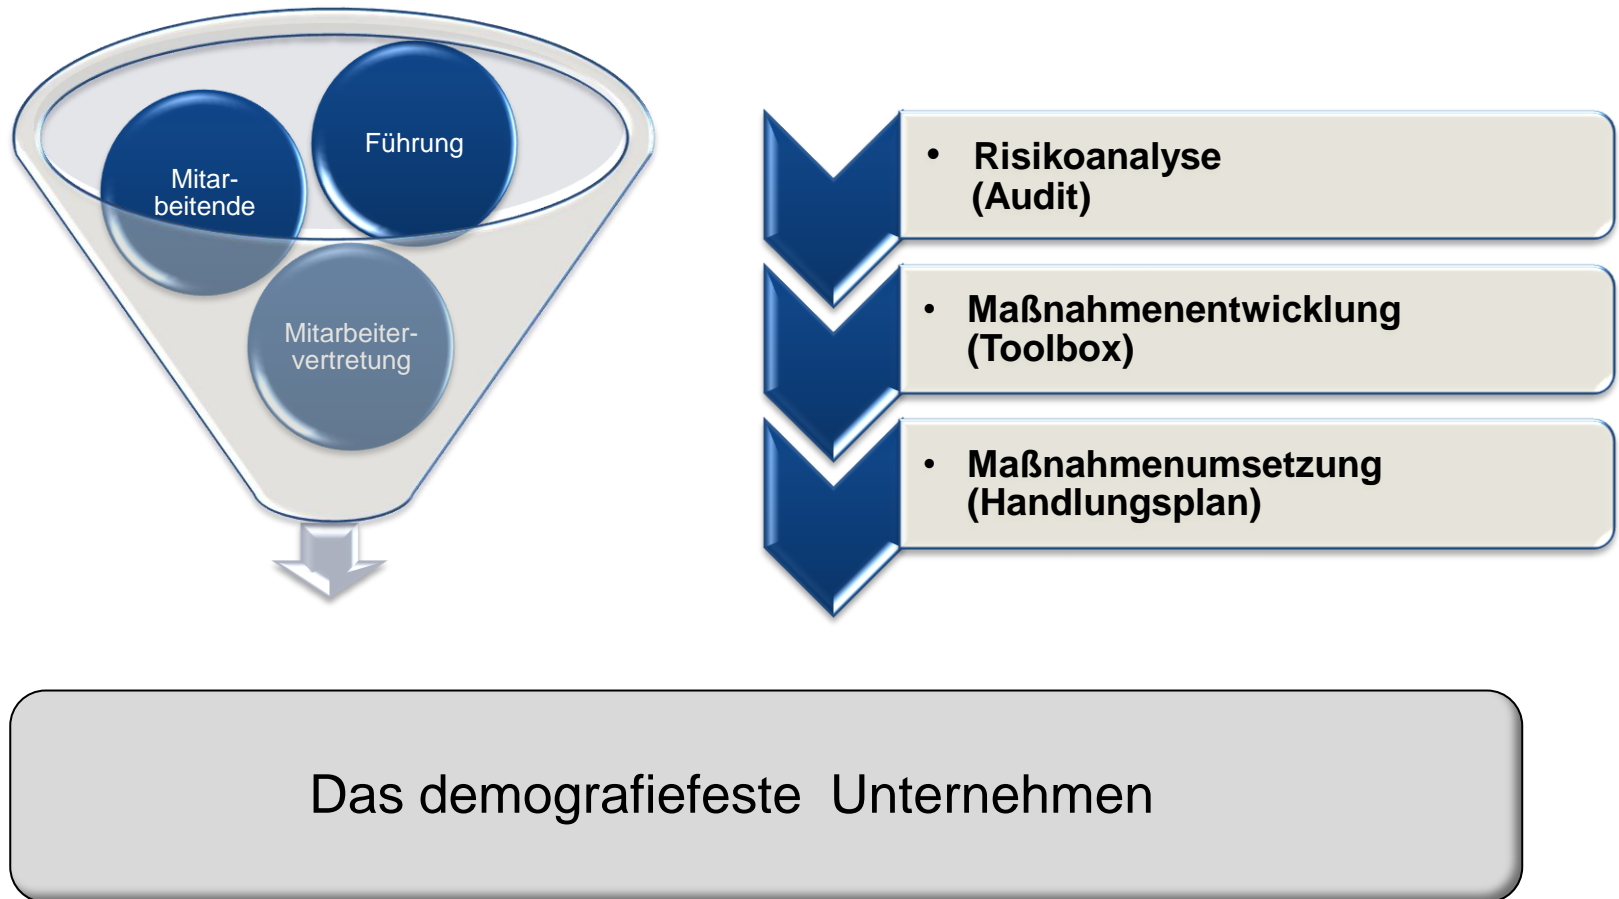 Führung
Mitar-
beitende
Mitarbeiter-
vertretung
• Risikoanalyse
(Audit)
• Maßnahmenentwicklung
(Toolbox)
• Maßnahmenumsetzung
(Handlungsplan)
Das demografiefeste Unternehmen